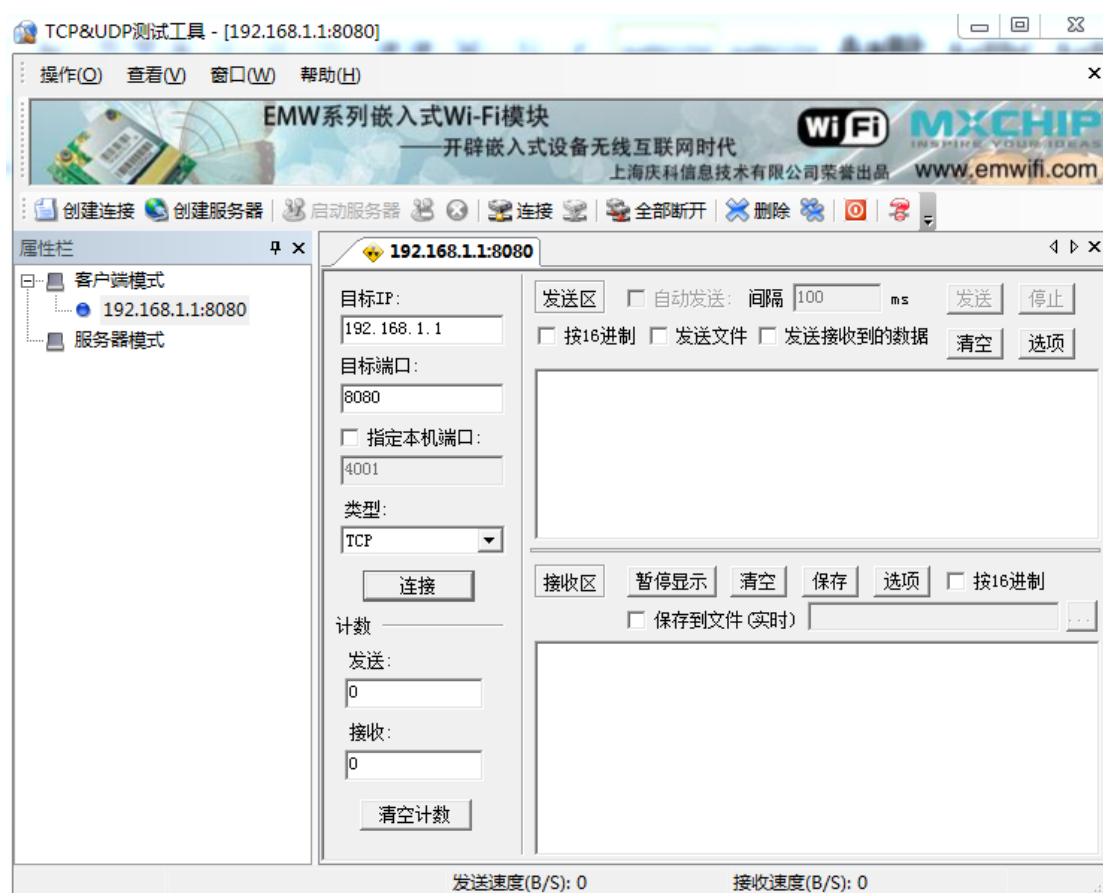 TCP&UDP测试工具 - [192.168.1.1:8080]
操作(O) 查看(V) 窗口(W) 帮助(H)
EMW系列嵌入式Wi-Fi模块
——开辟嵌入式设备无线互联网时代
上海庆科信息技术有限公司荣誉出品
Wi Fi
MXCHIP
INSPIRE YOUR IDEAS
www.emwifi.com
创建连接 创建服务器 启动服务器 连接 全部断开 删除
属性栏
客户端模式
192.168.1.1:8080
服务器模式
192.168.1.1:8080
目标IP:
192.168.1.1
目标端口:
8080
指定本机端口:
4001
类型:
TCP
连接
计数
发送:
0
接收:
0
清空计数
发送区 自动发送: 间隔 100 ms 发送 停止
按16进制 发送文件 发送接收到的数据 清空 选项
接收区 暂停显示 清空 保存 选项 按16进制
保存到文件(实时) ...
发送速度(B/S): 0 接收速度(B/S): 0